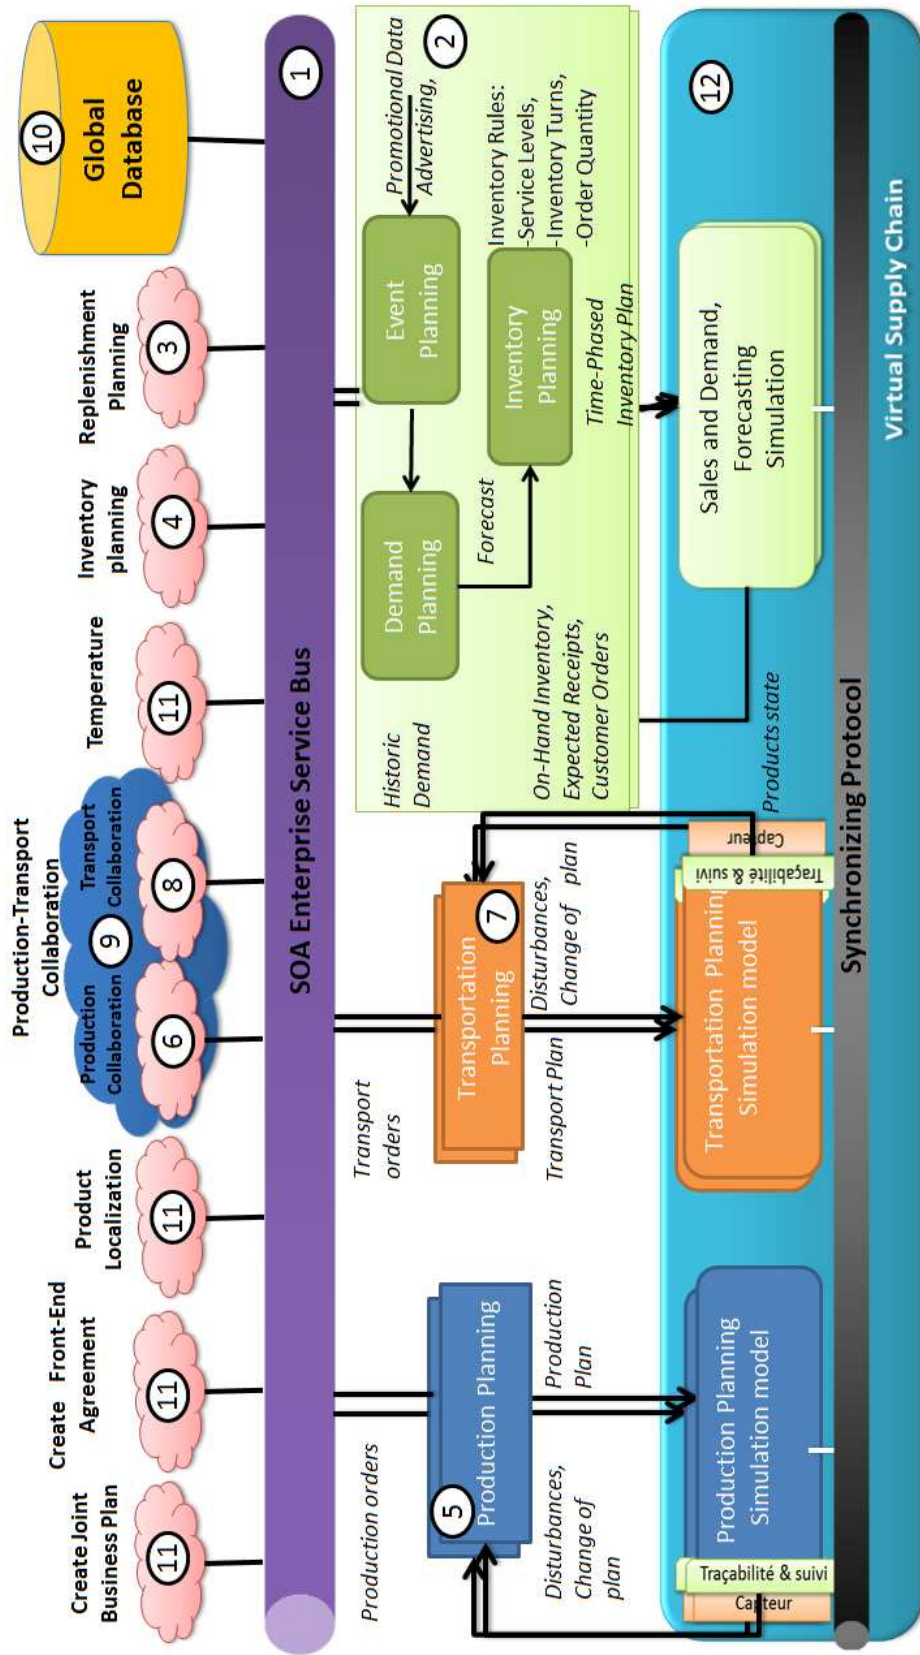 Production-Transport
Collaboration
Create Joint
Business Plan
11
Create Front-End
Agreement
11
Product
Localization
11
Production
Collaboration
6
9
Transport
Collaboration
8
Temperature
11
Inventory
planning
4
Replenishment
Planning
3
10
Global
Database
SOA Enterprise Service Bus
1
Production orders
5
Production Planning
Disturbances,
Change of
plan
Production
Plan
Transport
orders
Transportation
Planning
7
Transport Plan
Disturbances,
Change of plan
Historic
Demand
Demand
Planning
Event
Planning
Promotional Data
Advertising,
2
Forecast
Inventory
Planning
Inventory Rules:
-Service Levels,
-Inventory Turns,
-Order Quantity
On-Hand Inventory,
Expected Receipts,
Customer Orders
Time-Phased
Inventory Plan
12
Traçabilité & suivi
Capteur
Production Planning
Simulation model
Transportation Planning
Simulation model
Traçabilité & suivi
Capteur
Products state
Sales and Demand,
Forecasting
Simulation
Synchronizing Protocol
Virtual Supply Chain